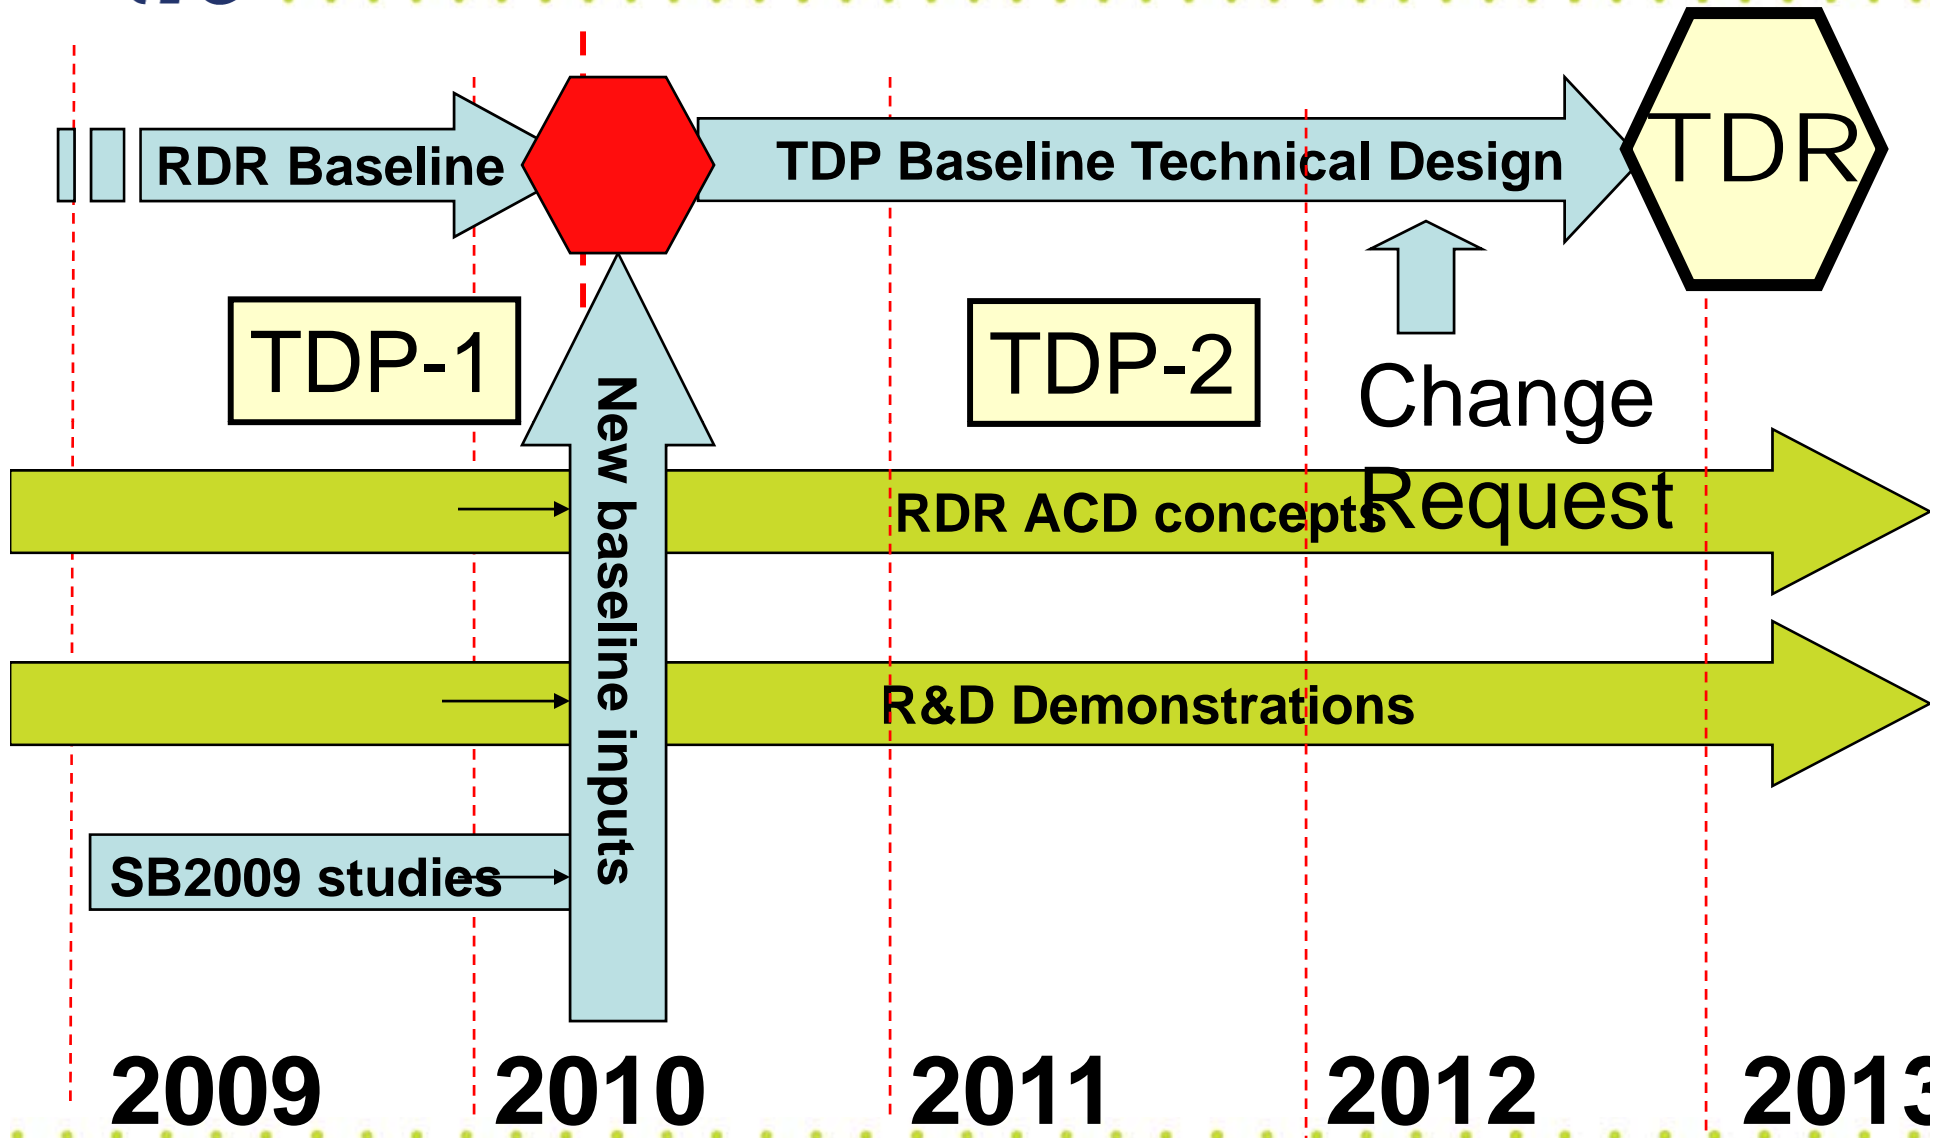 RDR Baseline
TDP Baseline Technical Design
TDR
TDP-1
TDP-2
Change
Request
New baseline inputs
RDR ACD concepts
R&D Demonstrations
SB2009 studies
2009
2010
2011
2012
2013